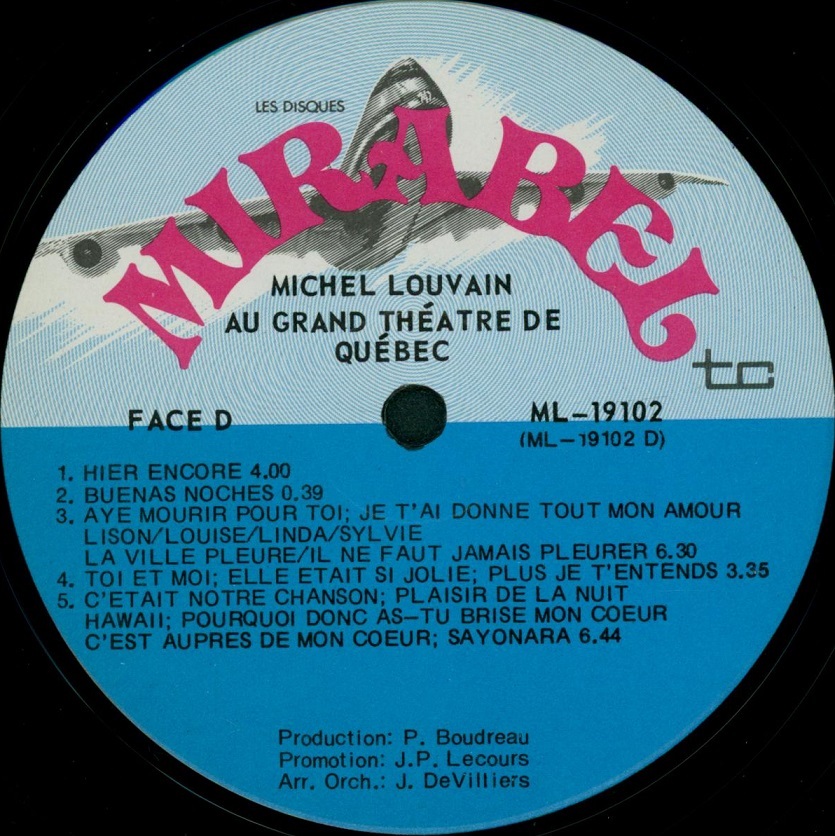 LES DISQUES
MIRABEL
MICHEL LOUVAIN
AU GRAND THÉATRE DE
QUÉBEC
tc
FACE D
ML-19102
(ML-19102 D)
1. HIER ENCORE 4.00
2. BUENAS NOCHES 0.39
3. AYE MOURIR POUR TOI; JE T'AI DONNE TOUT MON AMOUR
LISON/LOUISE/LINDA/SYLVIE
LA VILLE PLEURE/IL NE FAUT JAMAIS PLEURER 6.30
4. TOI ET MOI; ELLE ETAIT SI JOLIE; PLUS JE T'ENTENDS 3.35
5. C'ETAIT NOTRE CHANSON; PLAISIR DE LA NUIT
HAWAII; POURQUOI DONC AS-TU BRISE MON COEUR
C'EST AUPRES DE MON COEUR; SAYONARA 6.44
Production: P. Boudreau
Promotion: J.P. Lecours
Arr. Orch.: J. DeVilliers